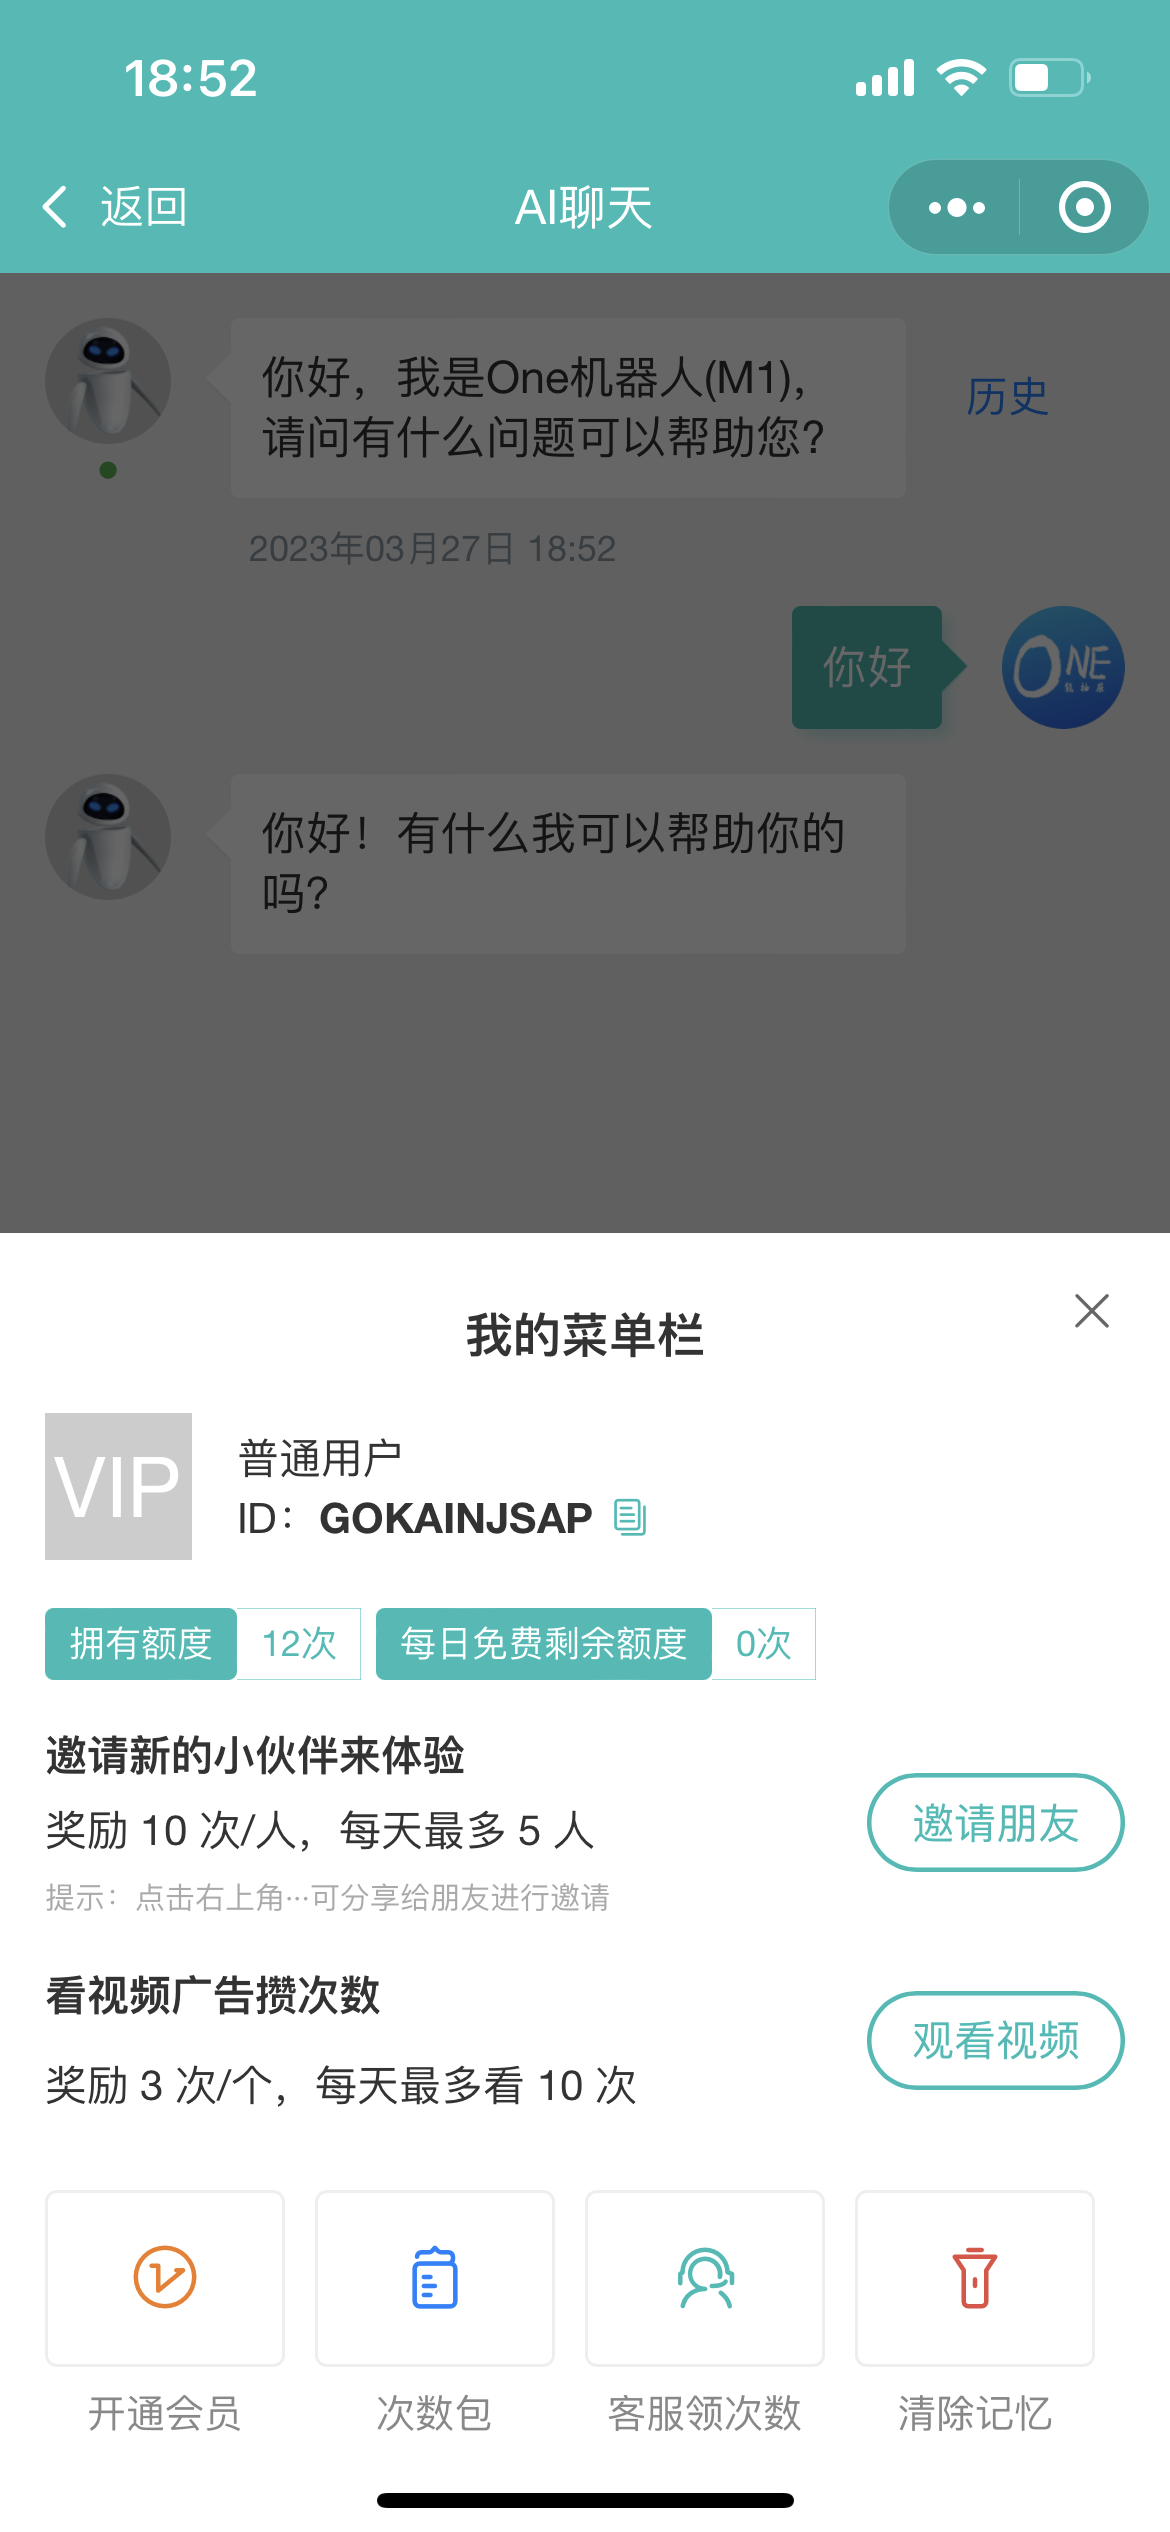 18:52
返回
AI聊天
你好，我是One机器人(M1)，
请问有什么问题可以帮助您？
历史
2023年03月27日 18:52
你好
ONE
你好！有什么我可以帮助你的
吗？
我的菜单栏
VIP
普通用户
ID：GOKAINJSAP
拥有额度 12次 每日免费剩余额度 0次
邀请新的小伙伴来体验
奖励 10 次/人，每天最多 5 人
邀请朋友
提示：点击右上角···可分享给朋友进行邀请
看视频广告攒次数
奖励 3 次/个，每天最多看 10 次
观看视频
开通会员 次数包 客服领次数 清除记忆